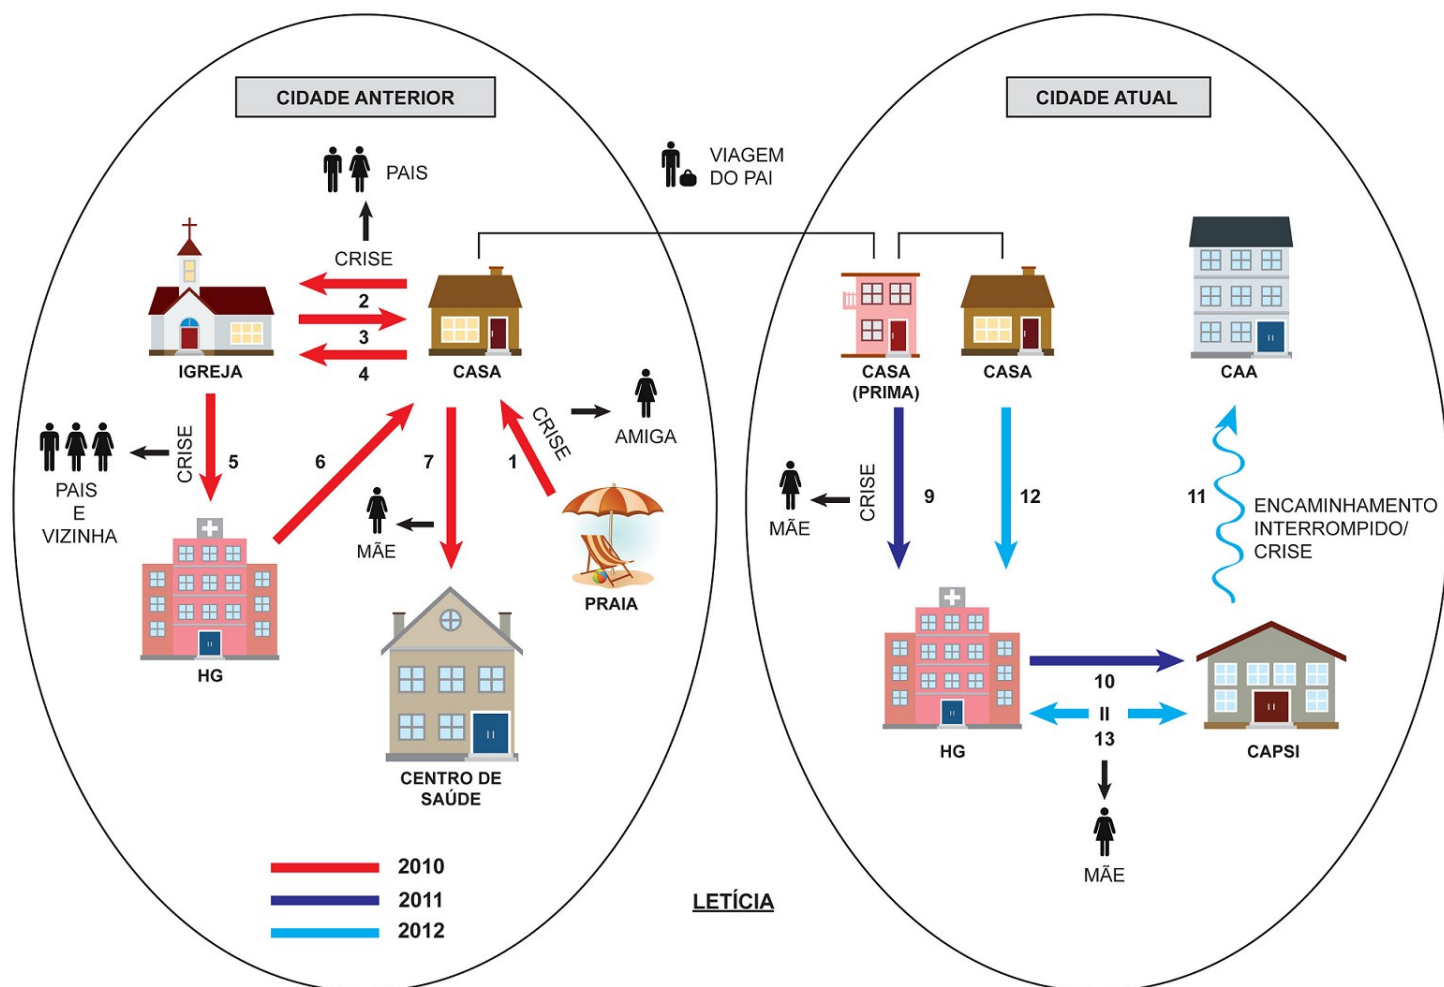 CIDADE ANTERIOR
PAIS
CRISE
2
3
4
IGREJA
CASA
CRISE
5
PAIS
E
VIZINHA
6
7
MÃE
1
CRISE
AMIGA
PRAIA
HG
CENTRO DE
SAÚDE
2010
2011
2012
VIAGEM
DO PAI
LETÍCIA
CIDADE ATUAL
CASA
(PRIMA)
CASA
CAA
MÃE
CRISE
9
12
11
ENCAMINHAMENTO
INTERROMPIDO/
CRISE
10
II
13
HG
CAPSI
MÃE